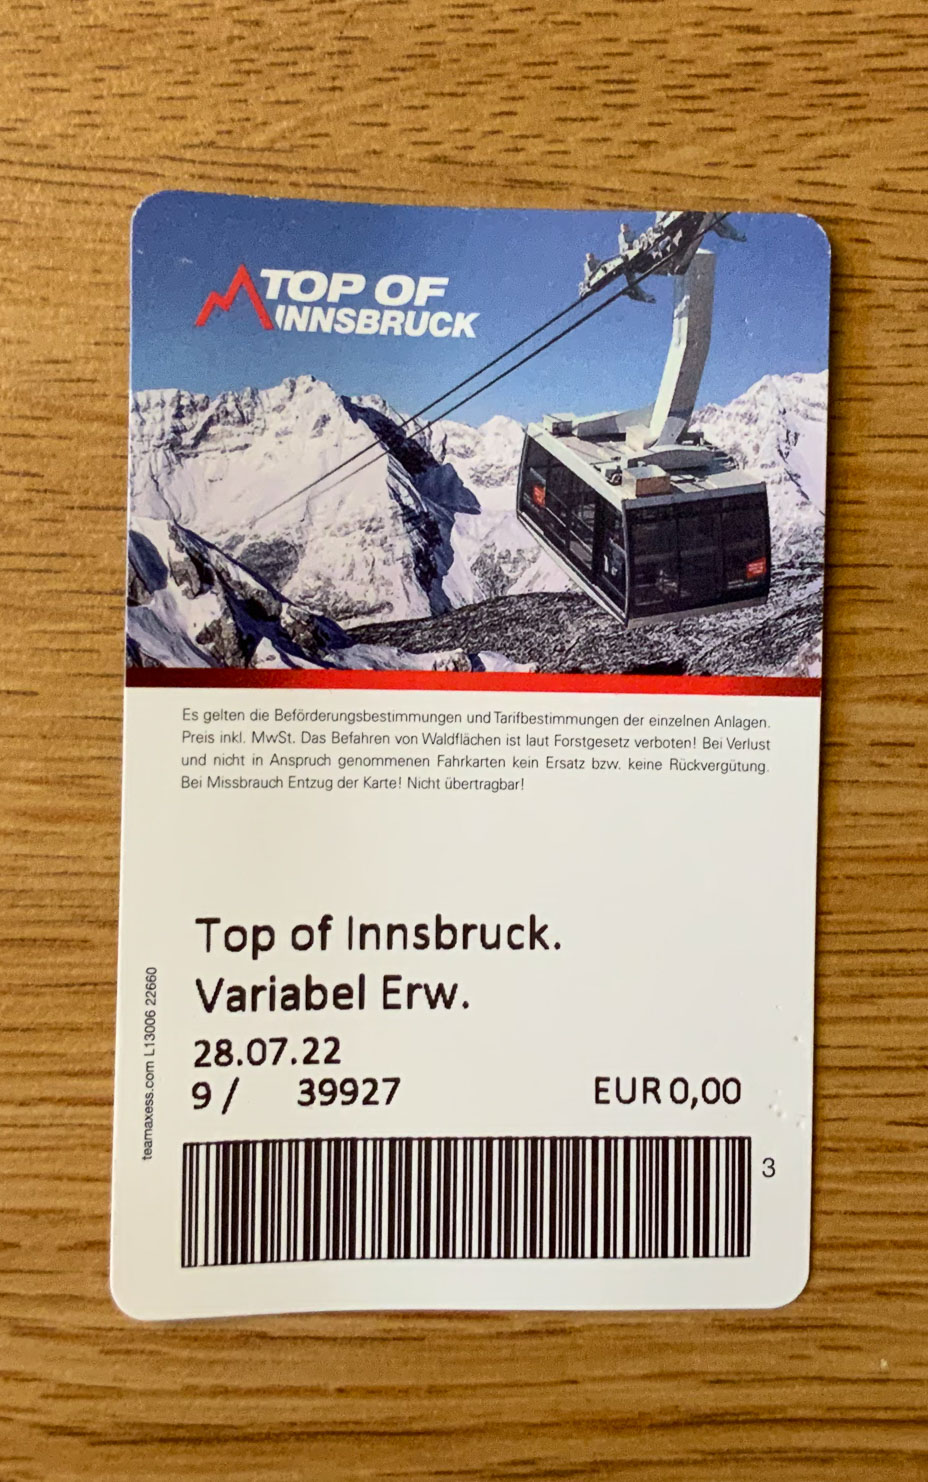 TOP OF
INNSBRUCK
Es gelten die Beförderungsbestimmungen und Tarifbestimmungen der einzelnen Anlagen.
Preis inkl. MwSt. Das Befahren von Waldflächen ist laut Forstgesetz verboten! Bei Verlust
und nicht in Anspruch genommenen Fahrkarten kein Ersatz bzw. keine Rückvergütung.
Bei Missbrauch Entzug der Karte! Nicht übertragbar!
Top of Innsbruck.
Variabel Erw.
28.07.22
9 / 39927 EUR 0,00
3
teamaxess.com L13006 22660